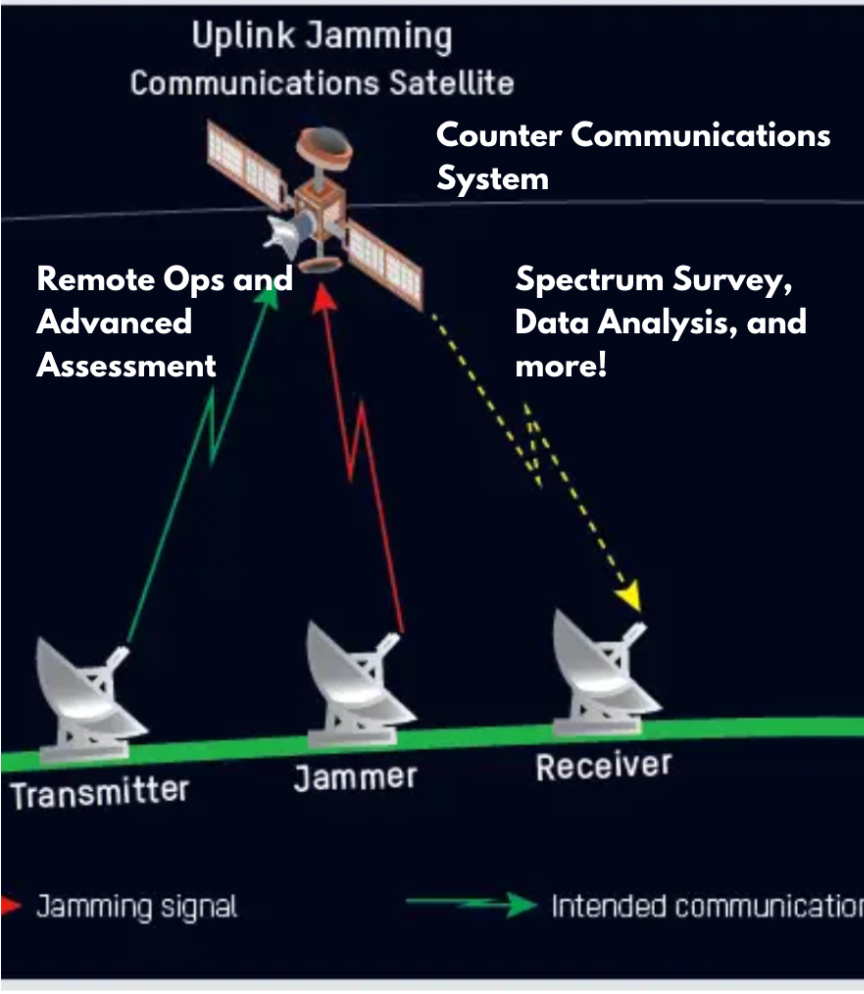 Uplink Jamming
Communications Satellite
Counter Communications
System
Remote Ops and
Advanced
Assessment
Spectrum Survey,
Data Analysis, and
more!
Transmitter
Jammer
Receiver
Jamming signal
Intended communication